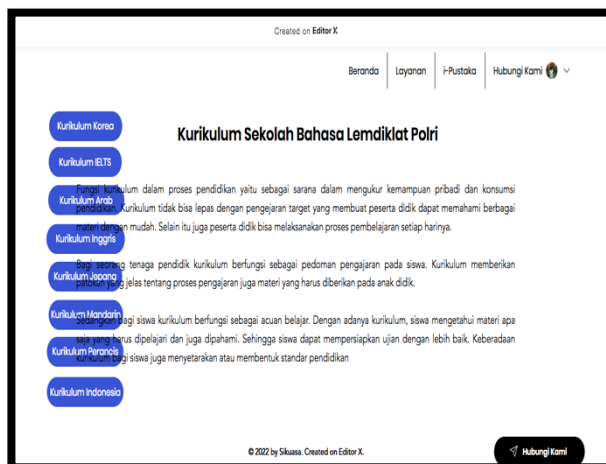 Created on Editor X
Beranda
Layanan
i-Pustaka
Hubungi Kami
Kurikulum Korea
Kurikulum IELTS
Kurikulum Arab
Kurikulum Inggris
Kurikulum Jepang
Kurikulum Mandarin
Kurikulum Perancis
Kurikulum Indonesia
Kurikulum Sekolah Bahasa Lemdiklat Polri
Fungsi kurikulum dalam proses pendidikan yaitu sebagai sarana dalam mengukur kemampuan pribadi dan konsumsi
pendidikan. Kurikulum tidak bisa lepas dengan pengejaran target yang membuat peserta didik dapat memahami berbagai
materi dengan mudah. Selain itu juga peserta didik bisa melaksanakan proses pembelajaran setiap harinya.
Bagi seorang tenaga pendidik kurikulum berfungsi sebagai pedoman pengajaran pada siswa. Kurikulum memberikan
patokan yang jelas tentang proses pengajaran juga materi yang harus diberikan pada anak didik.
Sedangkan bagi siswa kurikulum berfungsi sebagai acuan belajar. Dengan adanya kurikulum, siswa mengetahui materi apa
saja yang harus dipelajari dan juga dipahami. Sehingga siswa dapat mempersiapkan ujian dengan lebih baik. Keberadaan
kurikulum bagi siswa juga menyetarakan atau membentuk standar pendidikan
© 2022 by Sikuasa. Created on Editor X.
Hubungi Kami